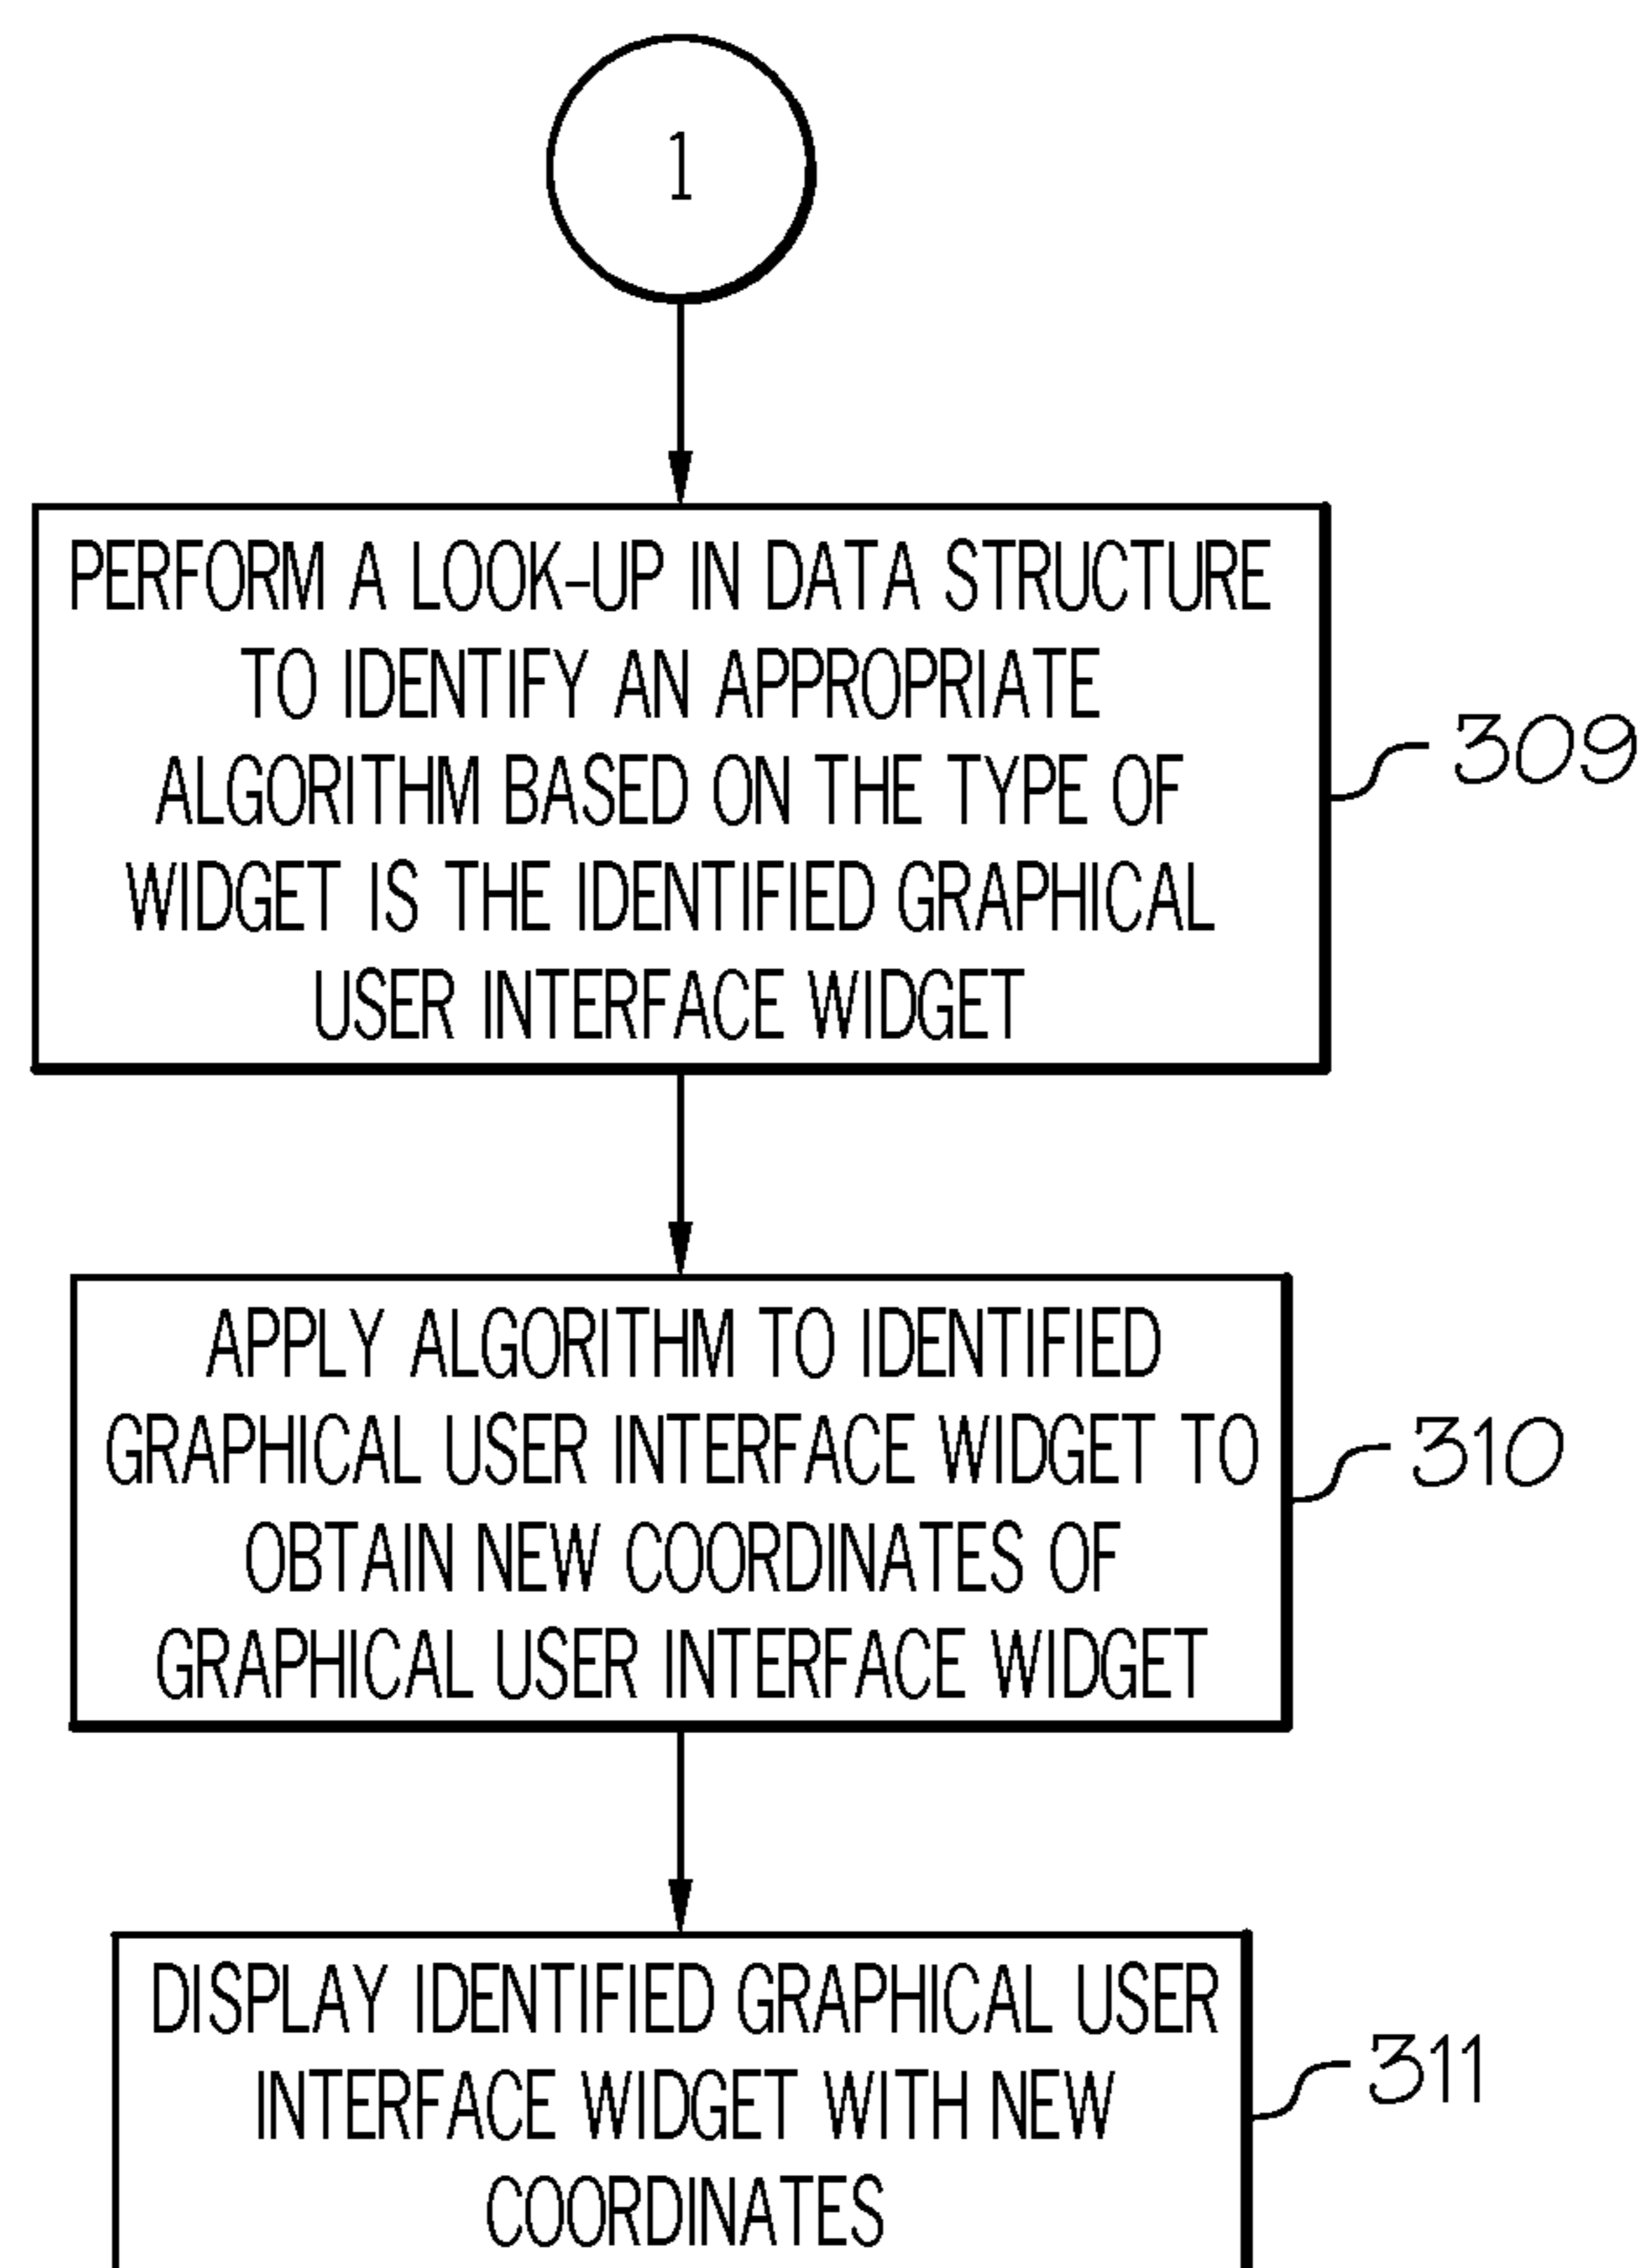 1
PERFORM A LOOK-UP IN DATA STRUCTURE
TO IDENTIFY AN APPROPRIATE
ALGORITHM BASED ON THE TYPE OF
WIDGET IS THE IDENTIFIED GRAPHICAL
USER INTERFACE WIDGET
309
APPLY ALGORITHM TO IDENTIFIED
GRAPHICAL USER INTERFACE WIDGET TO
OBTAIN NEW COORDINATES OF
GRAPHICAL USER INTERFACE WIDGET
310
DISPLAY IDENTIFIED GRAPHICAL USER
INTERFACE WIDGET WITH NEW
COORDINATES
311